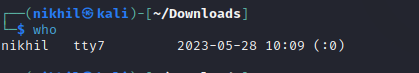 ┌──(nikhil㉿kali)-[~/Downloads]
└─$ who
nikhil   tty7         2023-05-28 10:09 (:0)